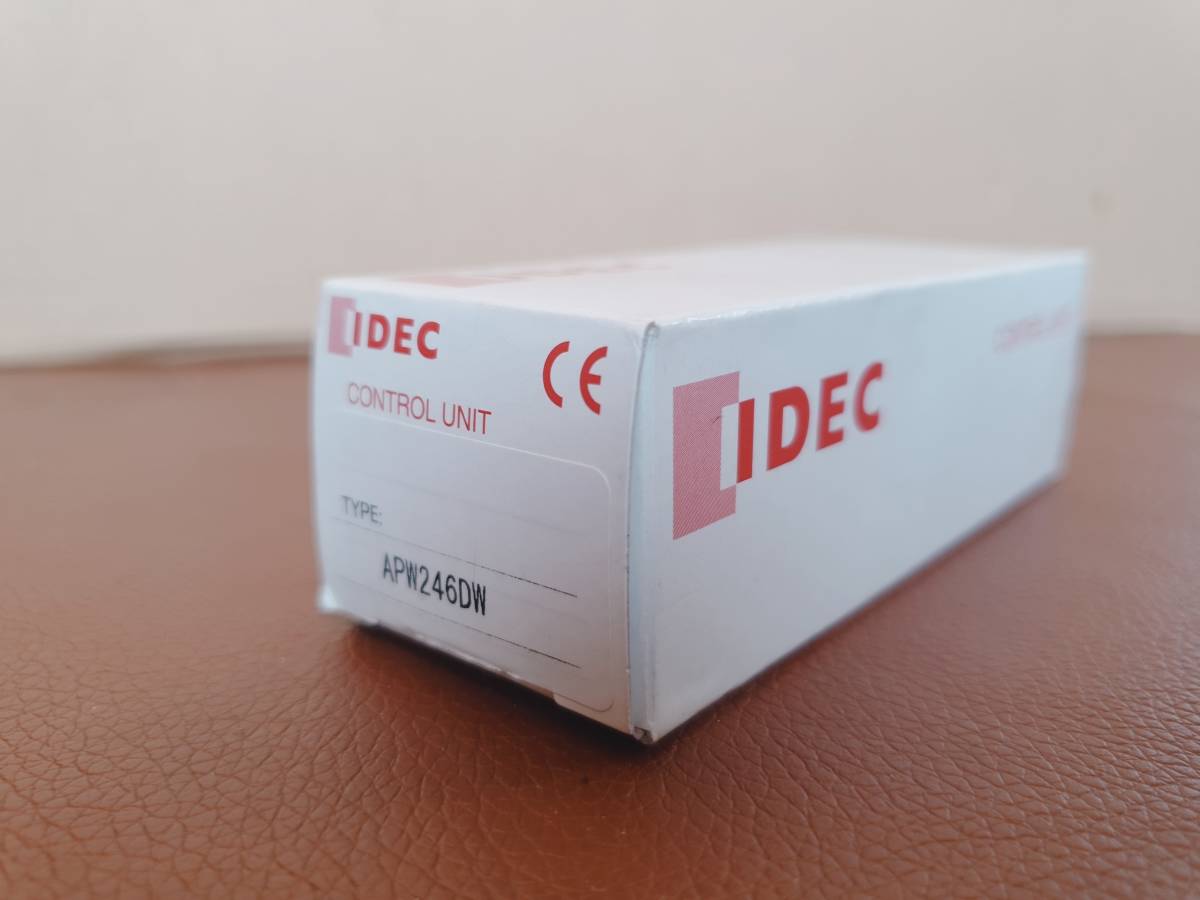 IDEC
CE
CONTROL UNIT
TYPE:
APW246DW
IDEC